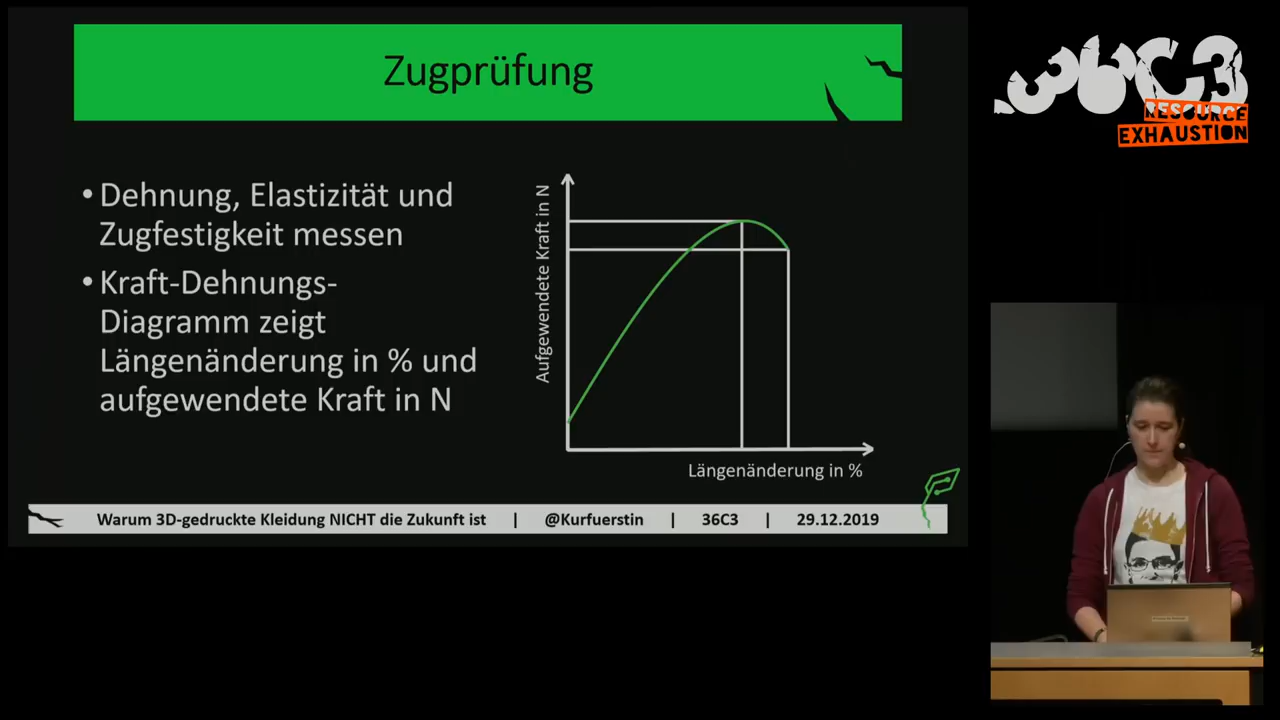 Zugprüfung
• Dehnung, Elastizität und
Zugfestigkeit messen
• Kraft-Dehnungs-
Diagramm zeigt
Längenänderung in % und
aufgewendete Kraft in N
Aufgewendete Kraft in N
Längenänderung in %
Warum 3D-gedruckte Kleidung NICHT die Zukunft ist | @Kurfuerstin | 36C3 | 29.12.2019
36C3
RESOURCE
EXHAUSTION